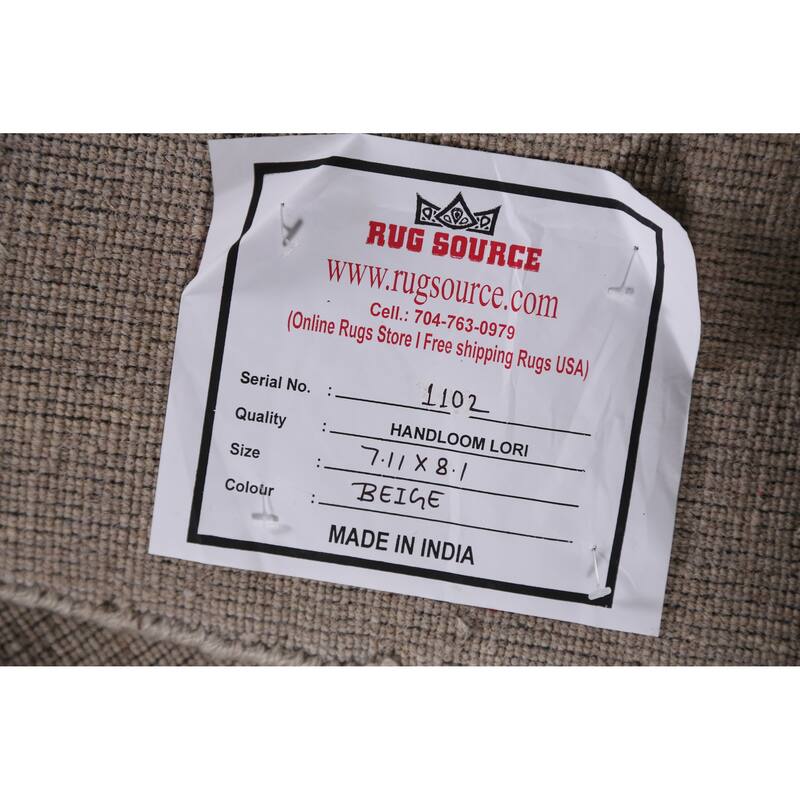 RUG SOURCE
www.rugsource.com
Cell.: 704-763-0979
(Online Rugs Store I Free shipping Rugs USA)
Serial No. : 1102
Quality : HANDLOOM LORI
Size : 7.11 X 8.1
Colour : BEIGE
MADE IN INDIA